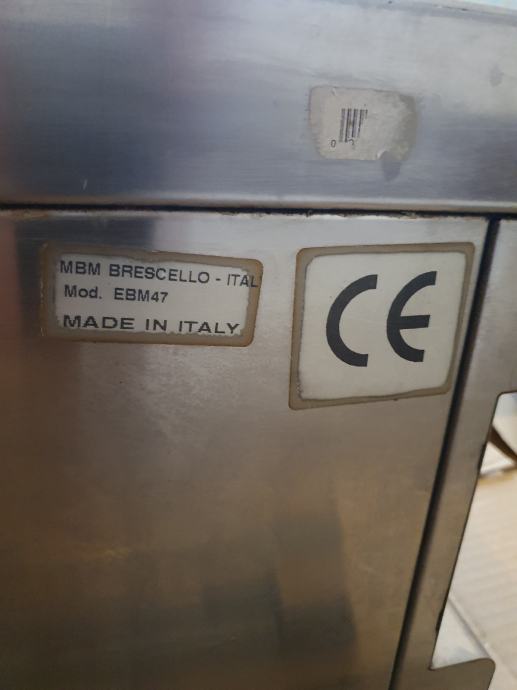 MBM BRESCELLO - ITAL
Mod. EBM47
MADE IN ITALY
CE